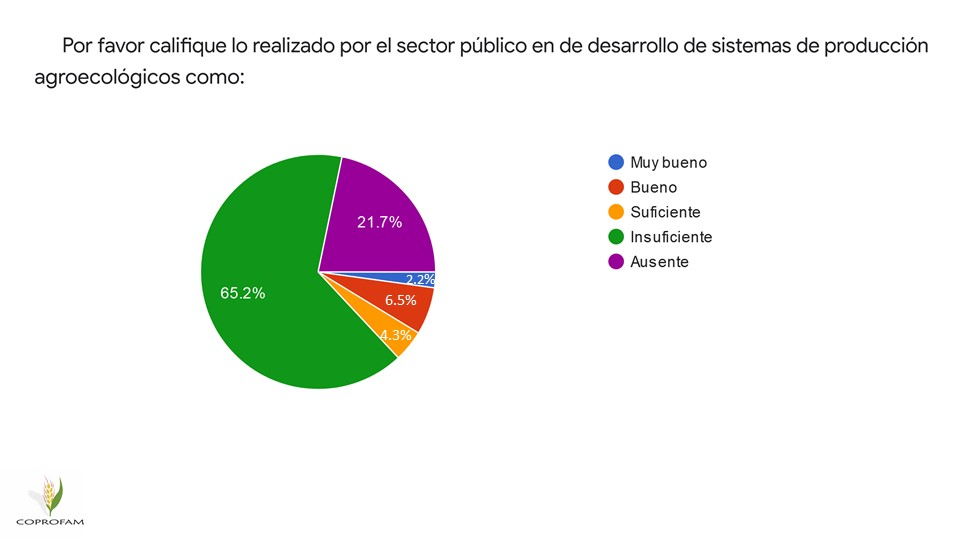 Por favor califique lo realizado por el sector público en de desarrollo de sistemas de producción
agroecológicos como:
Muy bueno
Bueno
Suficiente
Insuficiente
Ausente
21.7%
2.2%
6.5%
4.3%
65.2%
COPROFAM